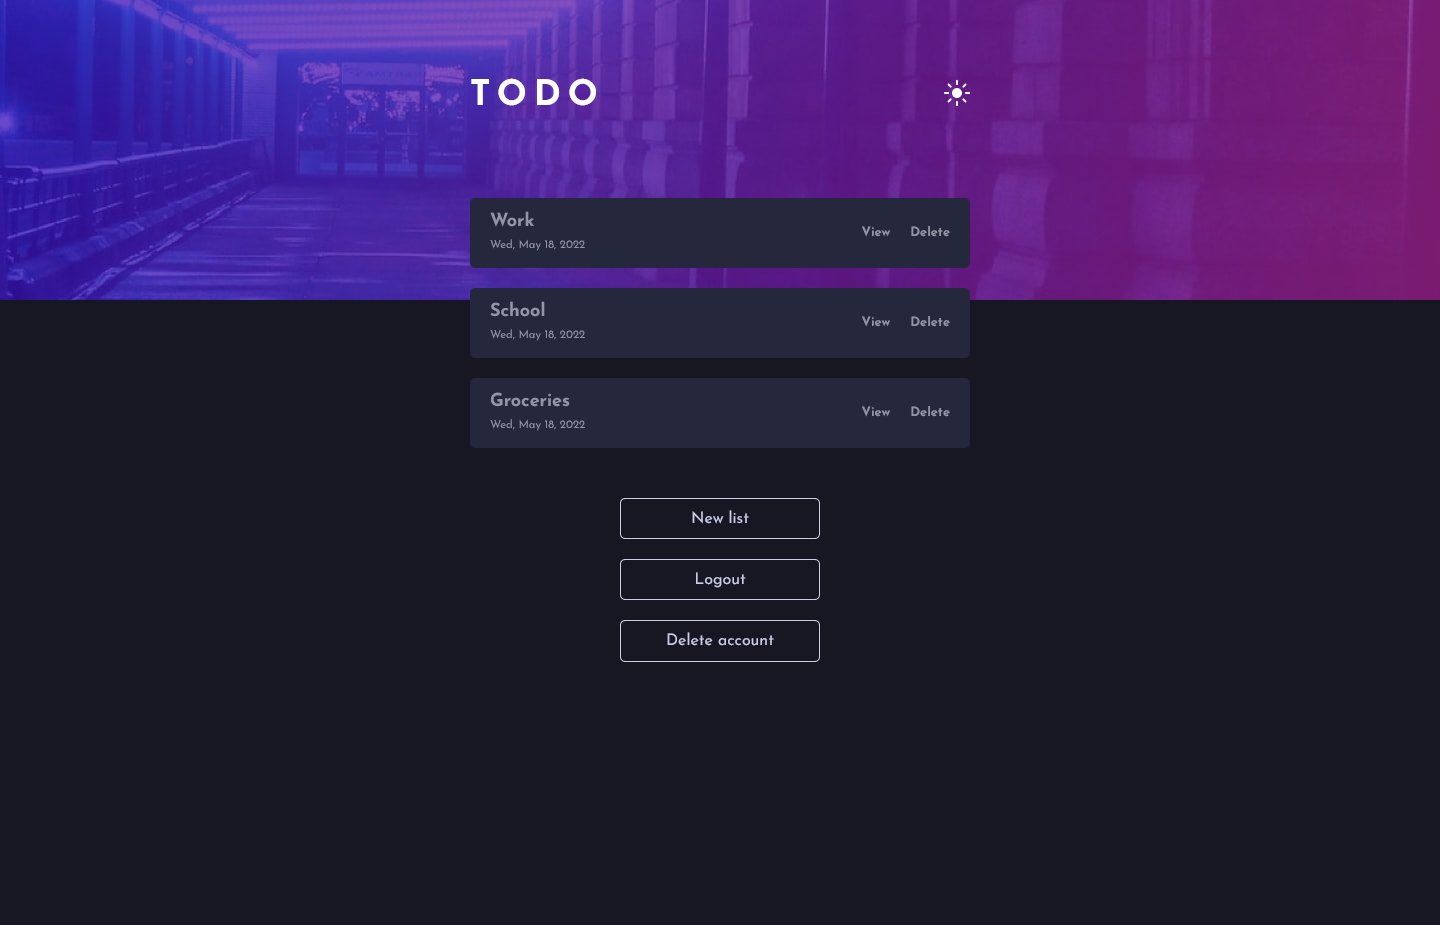 TODO
Work
Wed, May 18, 2022
View Delete
School
Wed, May 18, 2022
View Delete
Groceries
Wed, May 18, 2022
View Delete
New list
Logout
Delete account